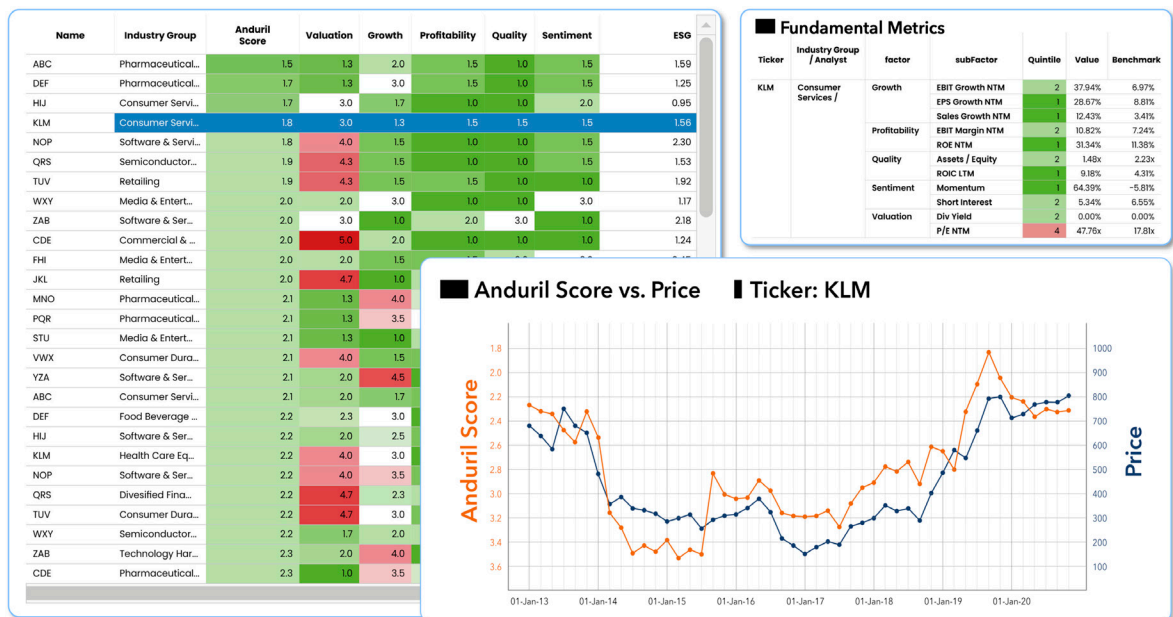 Name Industry Group Anduril Score Valuation Growth Profitability Quality Sentiment ESG
ABC Pharmaceutical... 1.5 1.3 2.0 1.5 1.0 1.5 1.59
DEF Pharmaceutical... 1.7 1.3 3.0 1.5 1.0 1.5 1.25
HIJ Consumer Servi... 1.7 3.0 1.7 1.0 1.0 2.0 0.95
KLM Consumer Servi... 1.8 3.0 1.3 1.5 1.5 1.5 1.56
NOP Software & Servi... 1.8 4.0 1.5 1.0 1.0 1.5 2.30
QRS Semiconductor... 1.9 4.3 1.5 1.0 1.0 1.5 1.53
TUV Retailing 1.9 4.3 1.5 1.5 1.0 1.0 1.92
WXY Media & Entert... 2.0 2.0 3.0 1.0 1.0 3.0 1.17
ZAB Software & Ser... 2.0 3.0 1.0 2.0 3.0 1.0 2.18
CDE Commercial & ... 2.0 5.0 2.0 1.0 1.0 1.0 1.24
FHI Media & Entert... 2.0 2.0 1.5
JKL Retailing 2.0 4.7 1.0
MNO Pharmaceutical... 2.1 1.3 4.0
PQR Pharmaceutical... 2.1 1.3 3.5
STU Media & Entert... 2.1 1.3 1.0
VWX Consumer Dura... 2.1 4.0 1.5
YZA Software & Ser... 2.1 2.0 4.5
ABC Consumer Servi... 2.1 2.0 1.7
DEF Food Beverage ... 2.2 2.3 3.0
HIJ Software & Ser... 2.2 2.0 2.5
KLM Health Care Eq... 2.2 4.0 3.0
NOP Software & Ser... 2.2 4.0 3.5
QRS Divesified Fina... 2.2 4.7 2.3
TUV Consumer Dura... 2.2 4.7 3.0
WXY Semiconductor... 2.2 1.7 2.0
ZAB Technology Har... 2.3 2.0 4.0
CDE Pharmaceutical... 2.3 1.0 3.5
Fundamental Metrics
Ticker Industry Group / Analyst factor subFactor Quintile Value Benchmark
KLM Consumer Services / Growth EBIT Growth NTM 2 37.94% 6.97%
EPS Growth NTM 1 28.67% 8.81%
Sales Growth NTM 1 12.43% 3.41%
Profitability EBIT Margin NTM 2 10.82% 7.24%
ROE NTM 1 31.34% 11.38%
Quality Assets / Equity 2 1.48x 2.23x
ROIC LTM 1 9.18% 4.31%
Sentiment Momentum 1 64.39% -5.81%
Short Interest 2 5.34% 6.55%
Valuation Div Yield 2 0.00% 0.00%
P/E NTM 4 47.76x 17.81x
Anduril Score vs. Price Ticker: KLM
Anduril Score
1.8
2.0
2.2
2.4
2.6
2.8
3.0
3.2
3.4
3.6
1000
900
800
700
600
500
400
300
200
100
Price
01-Jan-13 01-Jan-14 01-Jan-15 01-Jan-16 01-Jan-17 01-Jan-18 01-Jan-19 01-Jan-20